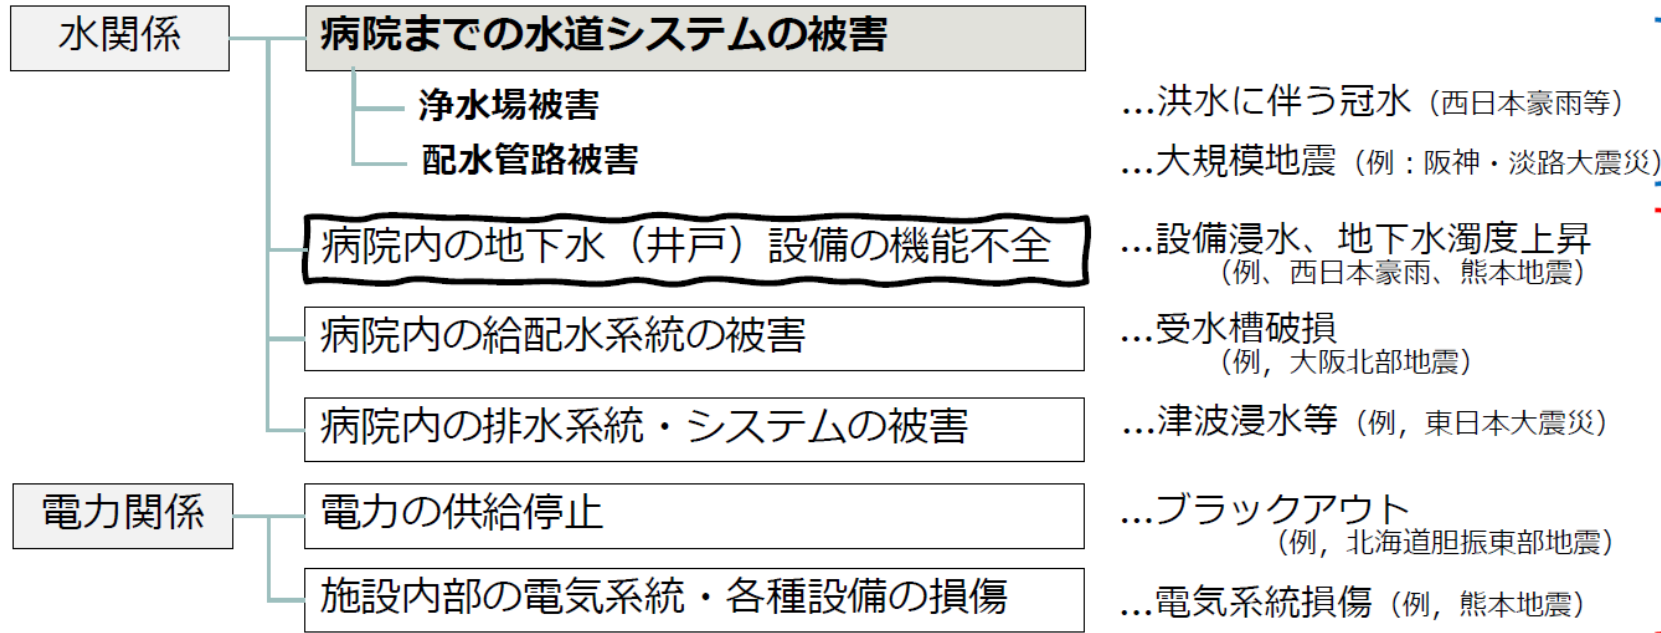 水関係
病院までの水道システムの被害
浄水場被害 …洪水に伴う冠水（西日本豪雨等）
配水管路被害 …大規模地震（例：阪神・淡路大震災）
病院内の地下水（井戸）設備の機能不全 …設備浸水、地下水濁度上昇
（例、西日本豪雨、熊本地震）
病院内の給配水系統の被害 …受水槽破損
（例，大阪北部地震）
病院内の排水系統・システムの被害 …津波浸水等（例，東日本大震災）
電力関係
電力の供給停止 …ブラックアウト
（例，北海道胆振東部地震）
施設内部の電気系統・各種設備の損傷 …電気系統損傷（例，熊本地震）